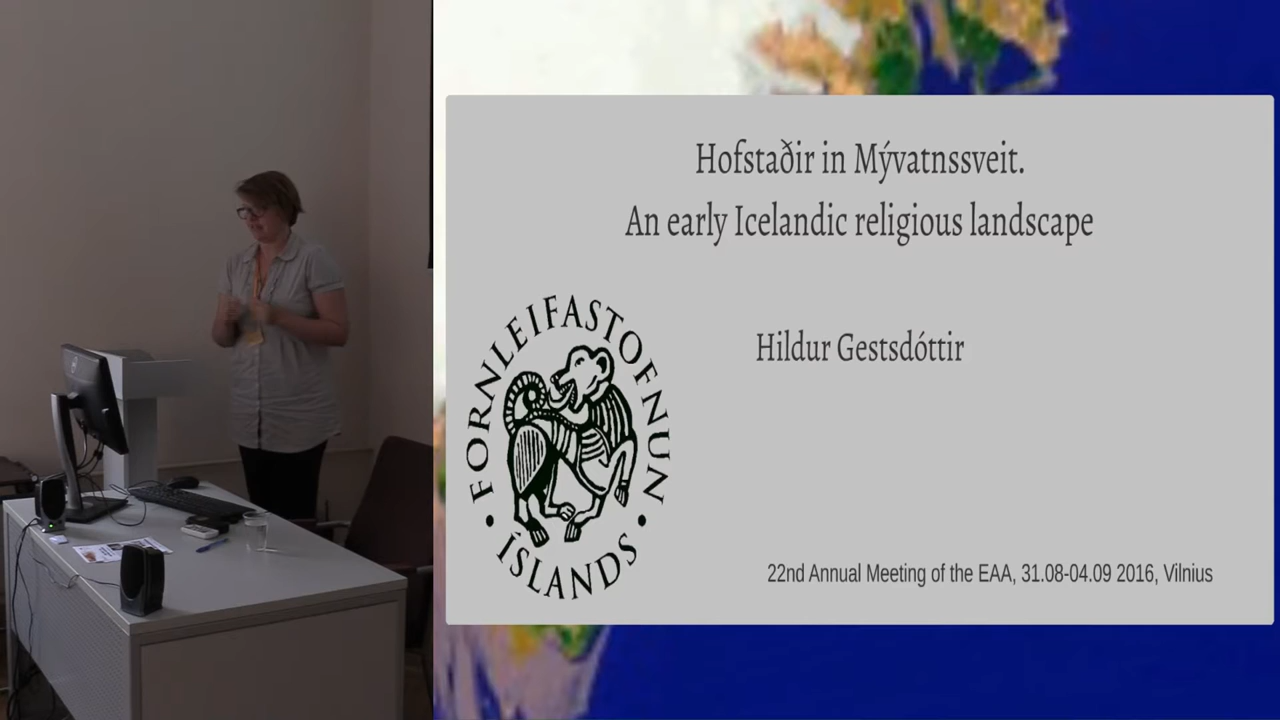 Hofstaðir in Mývatnssveit.
An early Icelandic religious landscape
Hildur Gestsdóttir
FORNLEIFASTOFNUN
• ÍSLANDS •
22nd Annual Meeting of the EAA, 31.08-04.09 2016, Vilnius